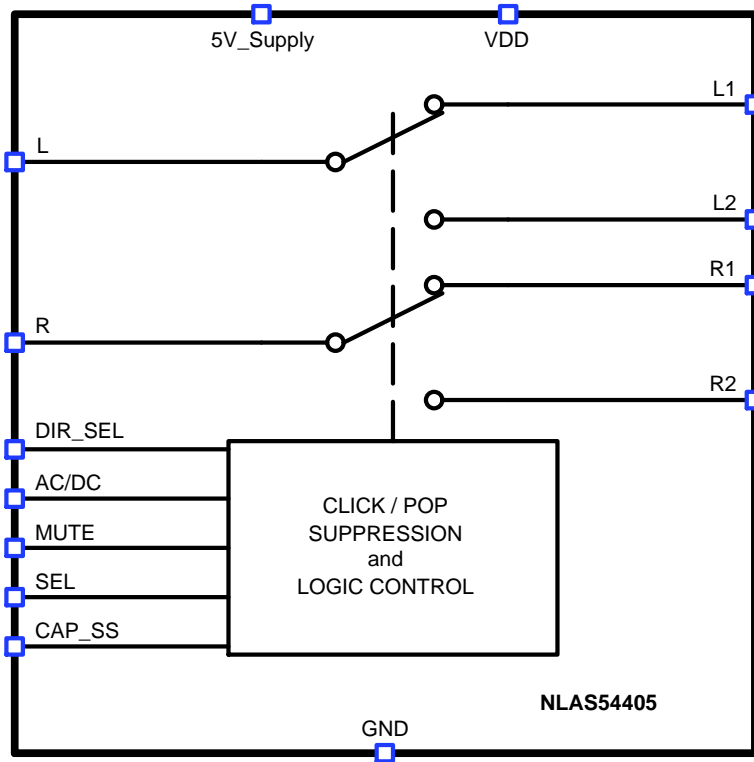 5V_Supply
VDD
L1
L
L2
R1
R
R2
DIR_SEL
AC/DC
MUTE
SEL
CAP_SS
CLICK / POP
SUPPRESSION
and
LOGIC CONTROL
NLAS54405
GND